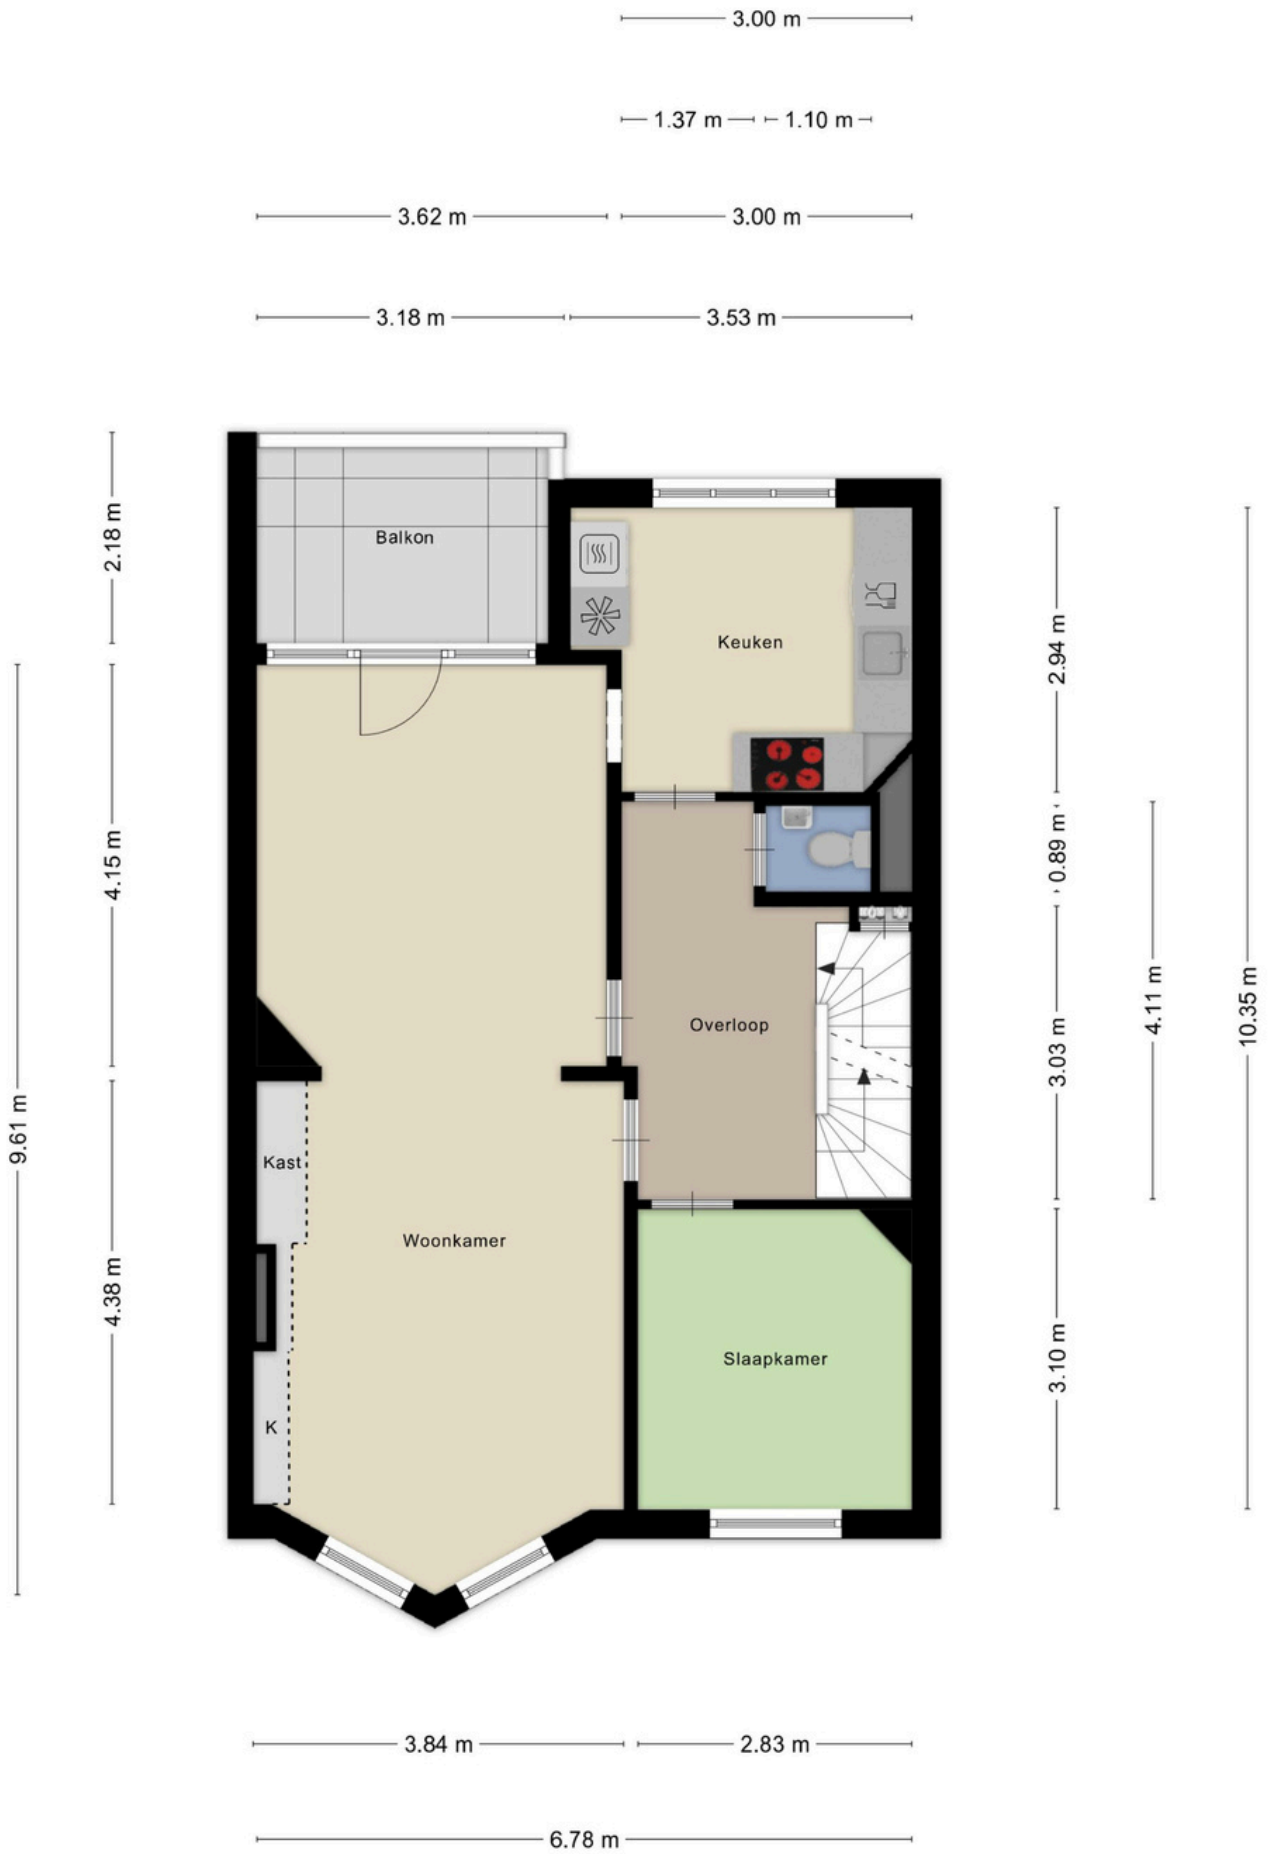 3.00 m
1.37 m
1.10 m
3.62 m
3.00 m
3.18 m
3.53 m
2.18 m
Balkon
Keuken
2.94 m
4.15 m
0.89 m
9.61 m
Overloop
3.03 m
4.11 m
10.35 m
Kast
Woonkamer
4.38 m
Slaapkamer
3.10 m
K
3.84 m
2.83 m
6.78 m